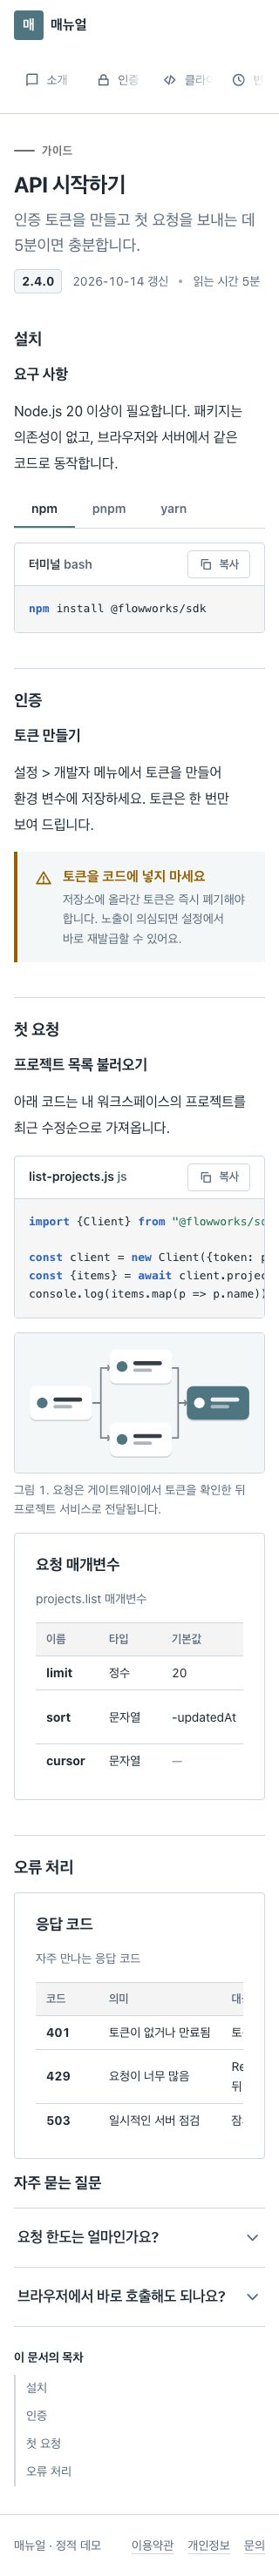 매 매뉴얼
소개 인증 클라이
가이드
API 시작하기
인증 토큰을 만들고 첫 요청을 보내는 데
5분이면 충분합니다.
2.4.0 2026-10-14 갱신 • 읽는 시간 5분
설치
요구 사항
Node.js 20 이상이 필요합니다. 패키지는
의존성이 없고, 브라우저와 서버에서 같은
코드로 동작합니다.
npm pnpm yarn
터미널 bash 복사
npm install @flowworks/sdk
인증
토큰 만들기
설정 > 개발자 메뉴에서 토큰을 만들어
환경 변수에 저장하세요. 토큰은 한 번만
보여 드립니다.
토큰을 코드에 넣지 마세요
저장소에 올라간 토큰은 즉시 폐기해야
합니다. 노출이 의심되면 설정에서
바로 재발급할 수 있어요.
첫 요청
프로젝트 목록 불러오기
아래 코드는 내 워크스페이스의 프로젝트를
최근 수정순으로 가져옵니다.
list-projects.js js 복사
import {Client} from "@flowworks/sd
const client = new Client({token: p
const {items} = await client.projec
console.log(items.map(p => p.name))
그림 1. 요청은 게이트웨이에서 토큰을 확인한 뒤
프로젝트 서비스로 전달됩니다.
요청 매개변수
projects.list 매개변수
이름 타입 기본값
limit 정수 20
sort 문자열 -updatedAt
cursor 문자열 —
오류 처리
응답 코드
자주 만나는 응답 코드
코드 의미 대
401 토큰이 없거나 만료됨 토
429 요청이 너무 많음 Re
뒤
503 일시적인 서버 점검 잠
자주 묻는 질문
요청 한도는 얼마인가요?
브라우저에서 바로 호출해도 되나요?
이 문서의 목차
설치
인증
첫 요청
오류 처리
매뉴얼 · 정적 데모 이용약관 개인정보 문의